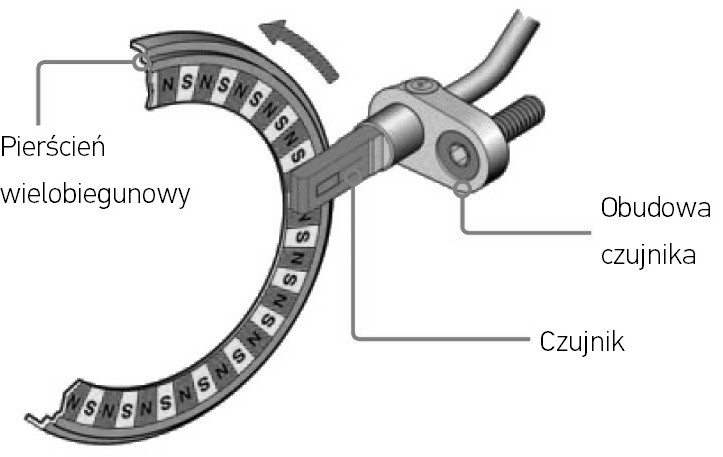 N S N S N S N S N S
Pierścień
wielobiegunowy
N S N S N S N S N S N S N S N S N
Obudowa
czujnika
Czujnik